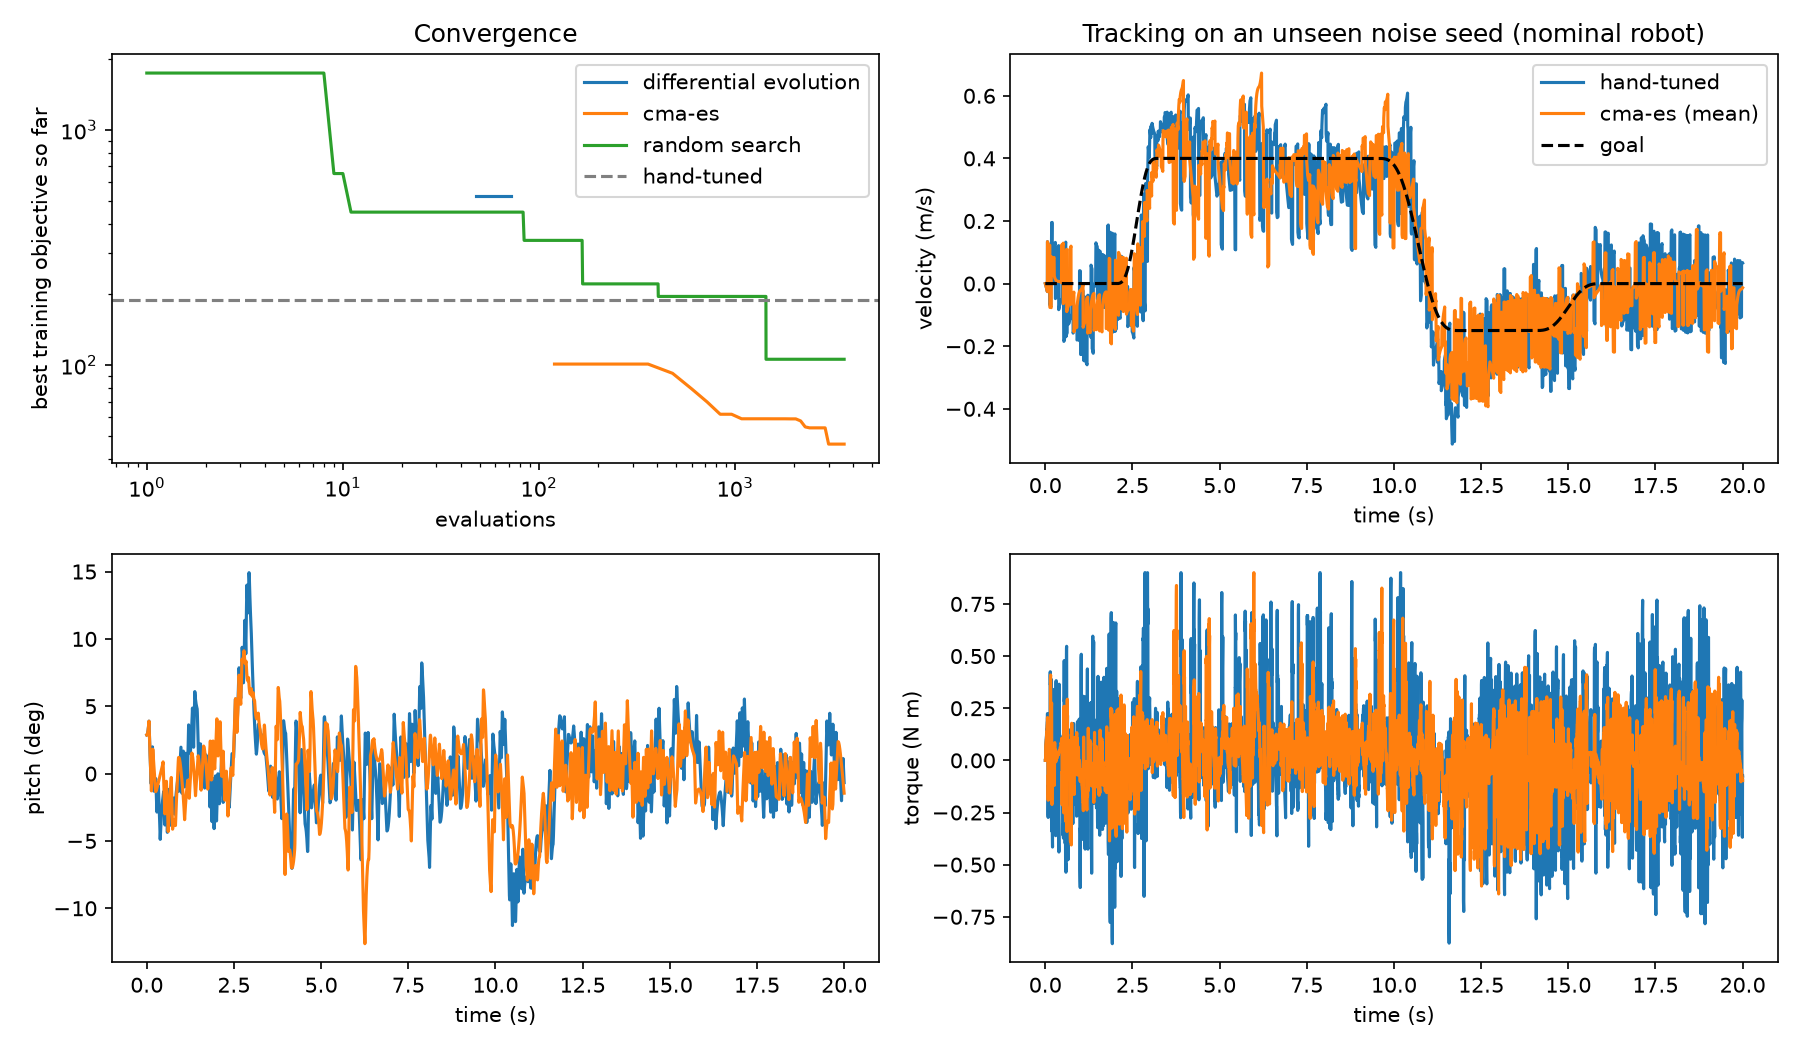 Convergence
best training objective so far
10³
10²
differential evolution
cma-es
random search
hand-tuned
10⁰ 10¹ 10² 10³
evaluations
Tracking on an unseen noise seed (nominal robot)
velocity (m/s)
0.6
0.4
0.2
0.0
−0.2
−0.4
hand-tuned
cma-es (mean)
goal
0.0 2.5 5.0 7.5 10.0 12.5 15.0 17.5 20.0
time (s)
pitch (deg)
15
10
5
0
−5
−10
0.0 2.5 5.0 7.5 10.0 12.5 15.0 17.5 20.0
time (s)
torque (N m)
0.75
0.50
0.25
0.00
−0.25
−0.50
−0.75
0.0 2.5 5.0 7.5 10.0 12.5 15.0 17.5 20.0
time (s)